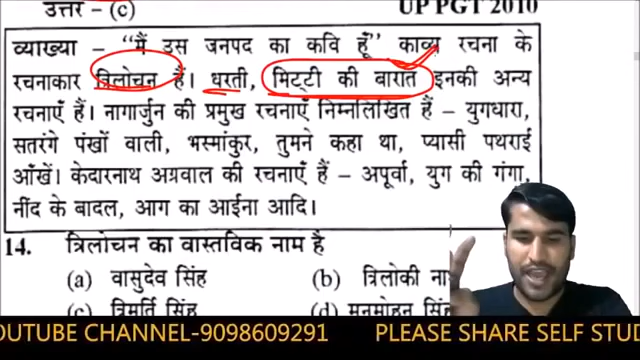 उत्तर – (c) UP PGT 2010
व्याख्या – “मैं उस जनपद का कवि हूँ” काव्य रचना के
रचनाकार त्रिलोचन हैं। धरती, मिट्टी की बारात इनकी अन्य
रचनाएँ हैं। नागार्जुन की प्रमुख रचनाएँ निम्नलिखित हैं – युगधारा,
सतरंगे पंखों वाली, भस्मांकुर, तुमने कहा था, प्यासी पथराई
आँखें। केदारनाथ अग्रवाल की रचनाएँ हैं – अपूर्वा, युग की गंगा,
नींद के बादल, आग का आईना आदि।
14. त्रिलोचन का वास्तविक नाम है
(a) वासुदेव सिंह (b) त्रिलोकी
(c) त्रिमूर्ति सिंह (d) मनमोहन सिंह
OUTUBE CHANNEL-9098609291 PLEASE SHARE SELF STUD